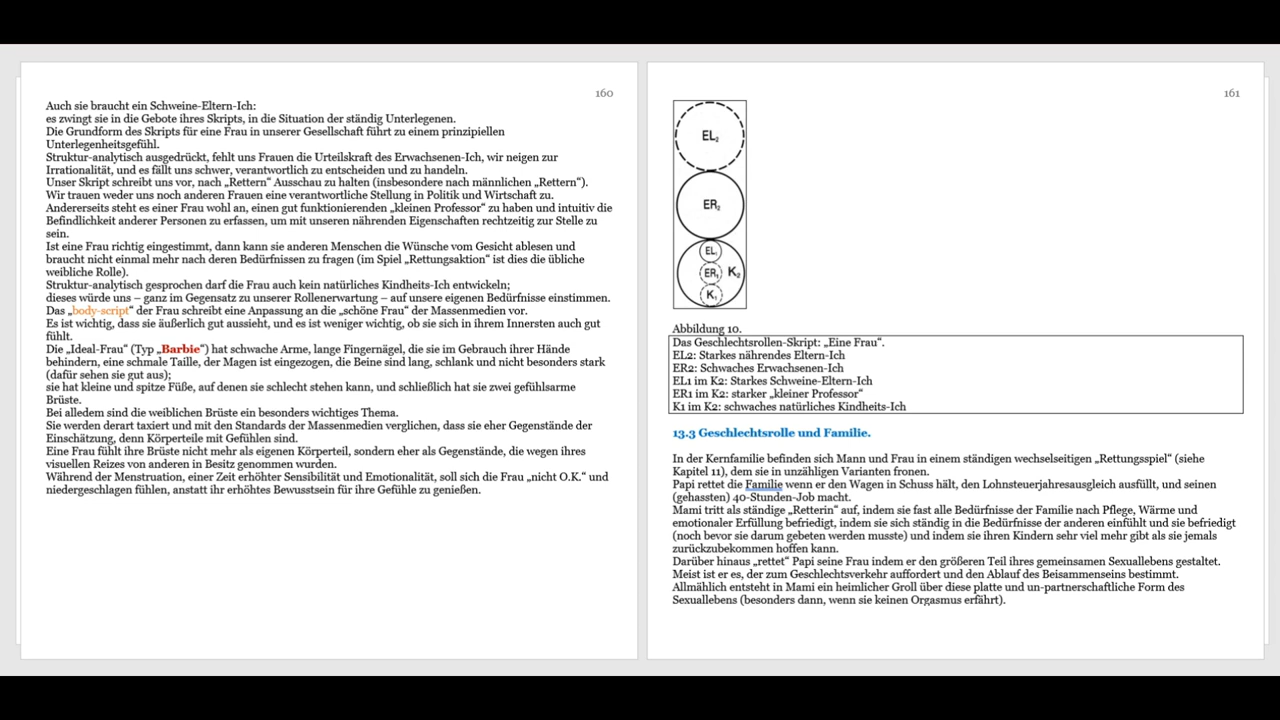 160
Auch sie braucht ein Schweine-Eltern-Ich:
es zwingt sie in die Gebote ihres Skripts, in die Situation der ständig Unterlegenen.
Die Grundform des Skripts für eine Frau in unserer Gesellschaft führt zu einem prinzipiellen
Unterlegenheitsgefühl.
Struktur-analytisch ausgedrückt, fehlt uns Frauen die Urteilskraft des Erwachsenen-Ich, wir neigen zur
Irrationalität, und es fällt uns schwer, verantwortlich zu entscheiden und zu handeln.
Unser Skript schreibt uns vor, nach „Rettern“ Ausschau zu halten (insbesondere nach männlichen „Rettern“).
Wir trauen weder uns noch anderen Frauen eine verantwortliche Stellung in Politik und Wirtschaft zu.
Andererseits steht es einer Frau wohl an, einen gut funktionierenden „kleinen Professor“ zu haben und intuitiv die
Befindlichkeit anderer Personen zu erfassen, um mit unseren nährenden Eigenschaften rechtzeitig zur Stelle zu
sein.
Ist eine Frau richtig eingestimmt, dann kann sie anderen Menschen die Wünsche vom Gesicht ablesen und
braucht nicht einmal mehr nach deren Bedürfnissen zu fragen (im Spiel „Rettungsaktion“ ist dies die übliche
weibliche Rolle).
Struktur-analytisch gesprochen darf die Frau auch kein natürliches Kindheits-Ich entwickeln;
dieses würde uns – ganz im Gegensatz zu unserer Rollenerwartung – auf unsere eigenen Bedürfnisse einstimmen.
Das „body-script“ der Frau schreibt eine Anpassung an die „schöne Frau“ der Massenmedien vor.
Es ist wichtig, dass sie äußerlich gut aussieht, und es ist weniger wichtig, ob sie sich in ihrem Innersten auch gut
fühlt.
Die „Ideal-Frau“ (Typ „Barbie“) hat schwache Arme, lange Fingernägel, die sie im Gebrauch ihrer Hände
behindern, eine schmale Taille, der Magen ist eingezogen, die Beine sind lang, schlank und nicht besonders stark
(dafür sehen sie gut aus);
sie hat kleine und spitze Füße, auf denen sie schlecht stehen kann, und schließlich hat sie zwei gefühlsarme
Brüste.
Bei alledem sind die weiblichen Brüste ein besonders wichtiges Thema.
Sie werden derart taxiert und mit den Standards der Massenmedien verglichen, dass sie eher Gegenstände der
Einschätzung, denn Körperteile mit Gefühlen sind.
Eine Frau fühlt ihre Brüste nicht mehr als eigenen Körperteil, sondern eher als Gegenstände, die wegen ihres
visuellen Reizes von anderen in Besitz genommen wurden.
Während der Menstruation, einer Zeit erhöhter Sensibilität und Emotionalität, soll sich die Frau „nicht O.K.“ und
niedergeschlagen fühlen, anstatt ihr erhöhtes Bewusstsein für ihre Gefühle zu genießen.
161
EL2
ER2
EL1
ER1 K2
K1
Abbildung 10.
Das Geschlechtsrollen-Skript: „Eine Frau“.
EL2: Starkes nährendes Eltern-Ich
ER2: Schwaches Erwachsenen-Ich
EL1 im K2: Starkes Schweine-Eltern-Ich
ER1 im K2: starker „kleiner Professor“
K1 im K2: schwaches natürliches Kindheits-Ich
13.3 Geschlechtsrolle und Familie.
In der Kernfamilie befinden sich Mann und Frau in einem ständigen wechselseitigen „Rettungsspiel“ (siehe
Kapitel 11), dem sie in unzähligen Varianten fronen.
Papi rettet die Familie wenn er den Wagen in Schuss hält, den Lohnsteuerjahresausgleich ausfüllt, und seinen
(gehassten) 40-Stunden-Job macht.
Mami tritt als ständige „Retterin“ auf, indem sie fast alle Bedürfnisse der Familie nach Pflege, Wärme und
emotionaler Erfüllung befriedigt, indem sie sich ständig in die Bedürfnisse der anderen einfühlt und sie befriedigt
(noch bevor sie darum gebeten werden musste) und indem sie ihren Kindern sehr viel mehr gibt als sie jemals
zurückzubekommen hoffen kann.
Darüber hinaus „rettet“ Papi seine Frau indem er den größeren Teil ihres gemeinsamen Sexuallebens gestaltet.
Meist ist er es, der zum Geschlechtsverkehr auffordert und den Ablauf des Beisammenseins bestimmt.
Allmählich entsteht in Mami ein heimlicher Groll über diese platte und un-partnerschaftliche Form des
Sexuallebens (besonders dann, wenn sie keinen Orgasmus erfährt).